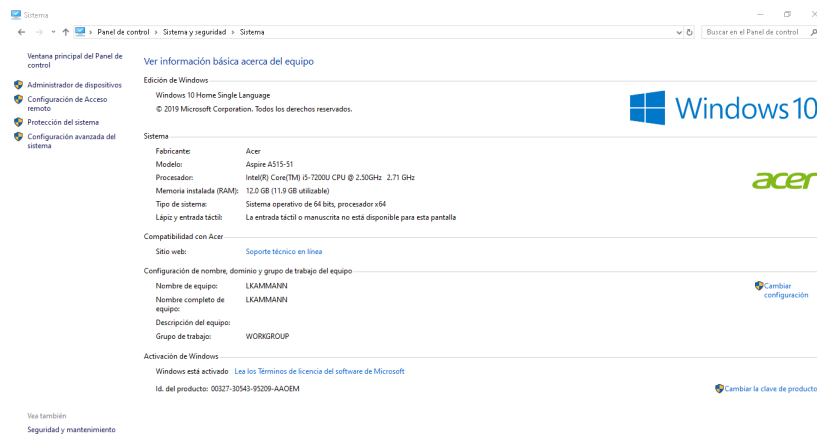 Sistema
Panel de control > Sistema y seguridad > Sistema
Buscar en el Panel de control
Ventana principal del Panel de
control
Administrador de dispositivos
Configuración de Acceso
remoto
Protección del sistema
Configuración avanzada del
sistema
Ver información básica acerca del equipo
Edición de Windows
Windows 10 Home Single Language
© 2019 Microsoft Corporation. Todos los derechos reservados.
Windows 10
Sistema
Fabricante: Acer
Modelo: Aspire A515-51
Procesador: Intel(R) Core(TM) i5-7200U CPU @ 2.50GHz 2.71 GHz
Memoria instalada (RAM): 12.0 GB (11.9 GB utilizable)
Tipo de sistema: Sistema operativo de 64 bits, procesador x64
Lápiz y entrada táctil: La entrada táctil o manuscrita no está disponible para esta pantalla
acer
Compatibilidad con Acer
Sitio web: Soporte técnico en línea
Configuración de nombre, dominio y grupo de trabajo del equipo
Nombre de equipo: LKAMMANN
Nombre completo de LKAMMANN
equipo:
Descripción del equipo:
Grupo de trabajo: WORKGROUP
Cambiar
configuración
Activación de Windows
Windows está activado Lea los Términos de licencia del software de Microsoft
Id. del producto: 00327-30543-95209-AAOEM
Cambiar la clave de producto
Vea también
Seguridad y mantenimiento